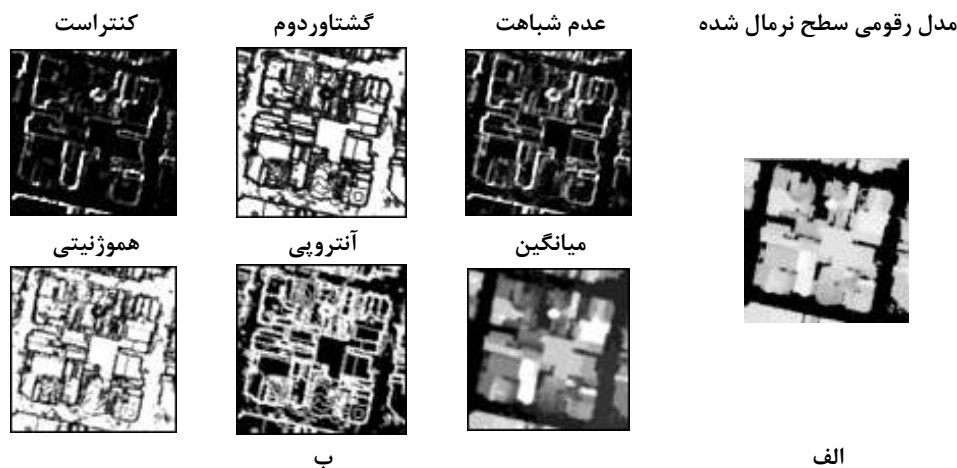 مدل رقومی سطح نرمال شده
عدم شباهت
گشتاوردوم
کنتراست
میانگین
آنتروپی
هموژنیتی
الف
ب